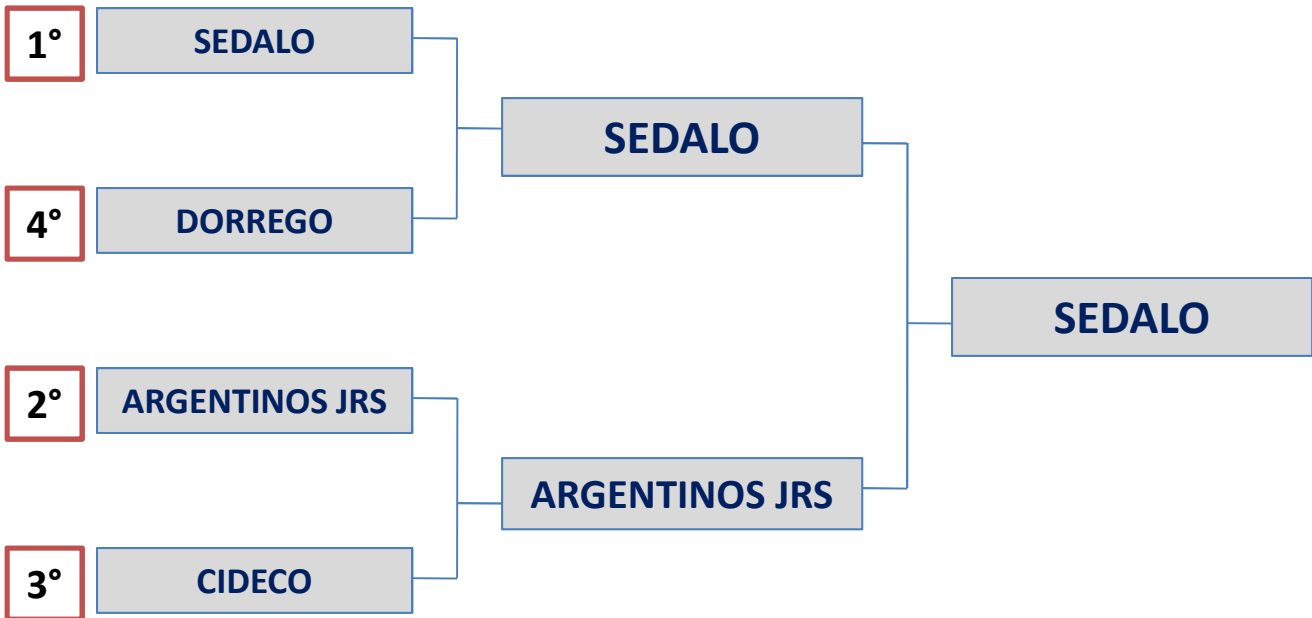 1° SEDALO
SEDALO
4° DORREGO
SEDALO
2° ARGENTINOS JRS
ARGENTINOS JRS
3° CIDECO